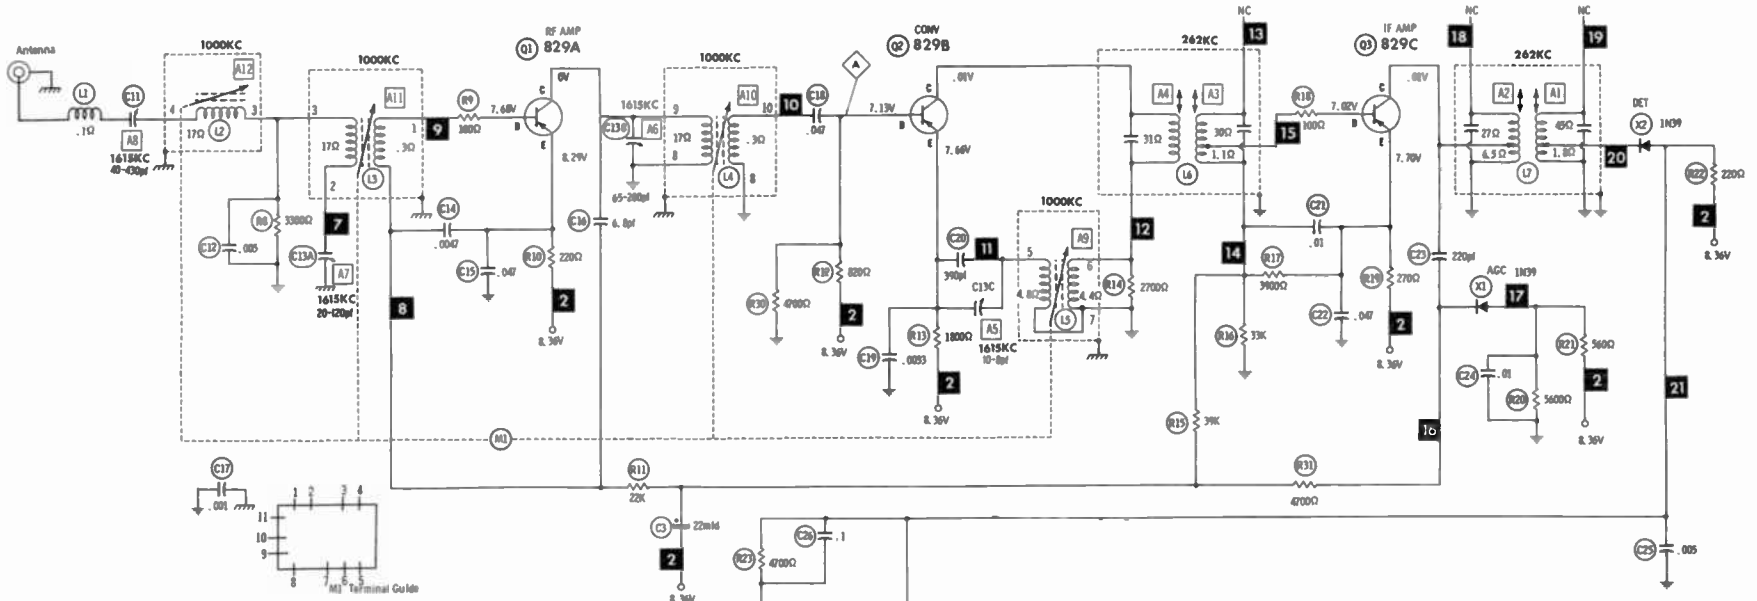 Antenna
L1
.1Ω
C11
A8
1615KC
40-430pf
1000KC
A12
4
3
17Ω
L2
C12
.005
R8
3300Ω
1000KC
A11
3
1
17Ω
.3Ω
2
L3
7
C13A
A7
1615KC
20-120pf
9
R9
100Ω
7.68V
Q1
RF AMP
829A
0V
C
B
E
8.29V
8
C14
.0047
C15
.047
R10
220Ω
2
8.36V
C16
6.8pf
1615KC
C13B
A6
65-280pf
1000KC
A10
9
10
17Ω
.3Ω
8
L4
8
10
C18
.047
A
R30
4700Ω
R12
820Ω
2
8.36V
Q2
CONV
829B
.01V
C
7.13V
B
E
7.66V
C20
390pf
11
C13C
A5
1615KC
10-8pf
C19
.0033
R13
1800Ω
2
8.36V
1000KC
5
A9
6
4.8Ω
4.4Ω
L5
7
262KC
A4
A3
31Ω
30Ω
1.1Ω
L6
NC
13
12
R14
2700Ω
15
R18
100Ω
7.02V
Q3
IF AMP
829C
.01V
C
B
E
7.70V
14
R17
3900Ω
R16
33K
R15
39K
C21
.01
C22
.047
R19
270Ω
2
8.36V
C23
220pf
NC
18
NC
19
262KC
A2
A1
27Ω
45Ω
6.5Ω
1.8Ω
L7
20
DET
X2
1N39
R22
220Ω
2
8.36V
AGC
X1
1N39
17
C24
.01
R20
5600Ω
R21
560Ω
2
8.36V
16
21
M1
C17
.001
1
2
3
4
11
10
9
8
7
6
5
M1 Terminal Guide
R11
22K
C3
22mfd
2
8.36V
R31
4700Ω
R23
4700Ω
C26
.1
C25
.005